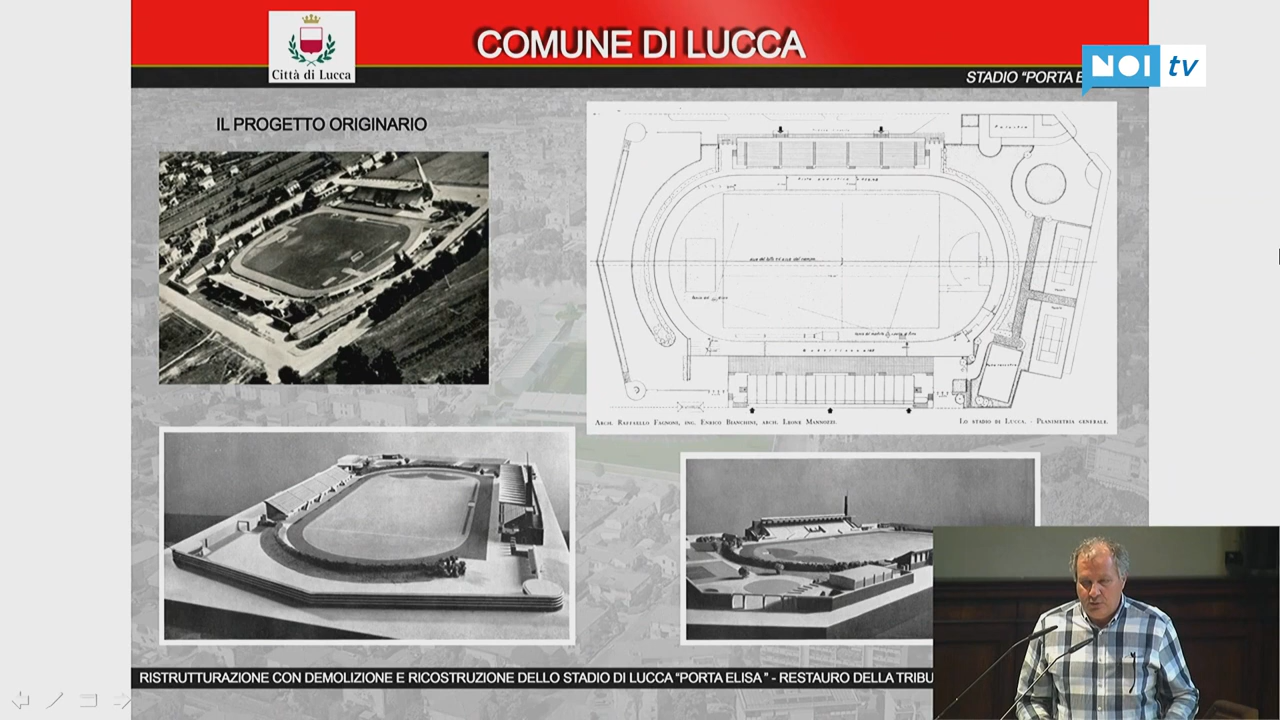 COMUNE DI LUCCA
Città di Lucca
NOI tv
STADIO "PORTA E
IL PROGETTO ORIGINARIO
ARCH. RAFFAELLO FAGNONI, ING. ENRICO BIANCHINI, ARCH. LEONE MANNOZZI.
LO STADIO DI LUCCA. - PLANIMETRIA GENERALE.
RISTRUTTURAZIONE CON DEMOLIZIONE E RICOSTRUZIONE DELLO STADIO DI LUCCA "PORTA ELISA" - RESTAURO DELLA TRIBU